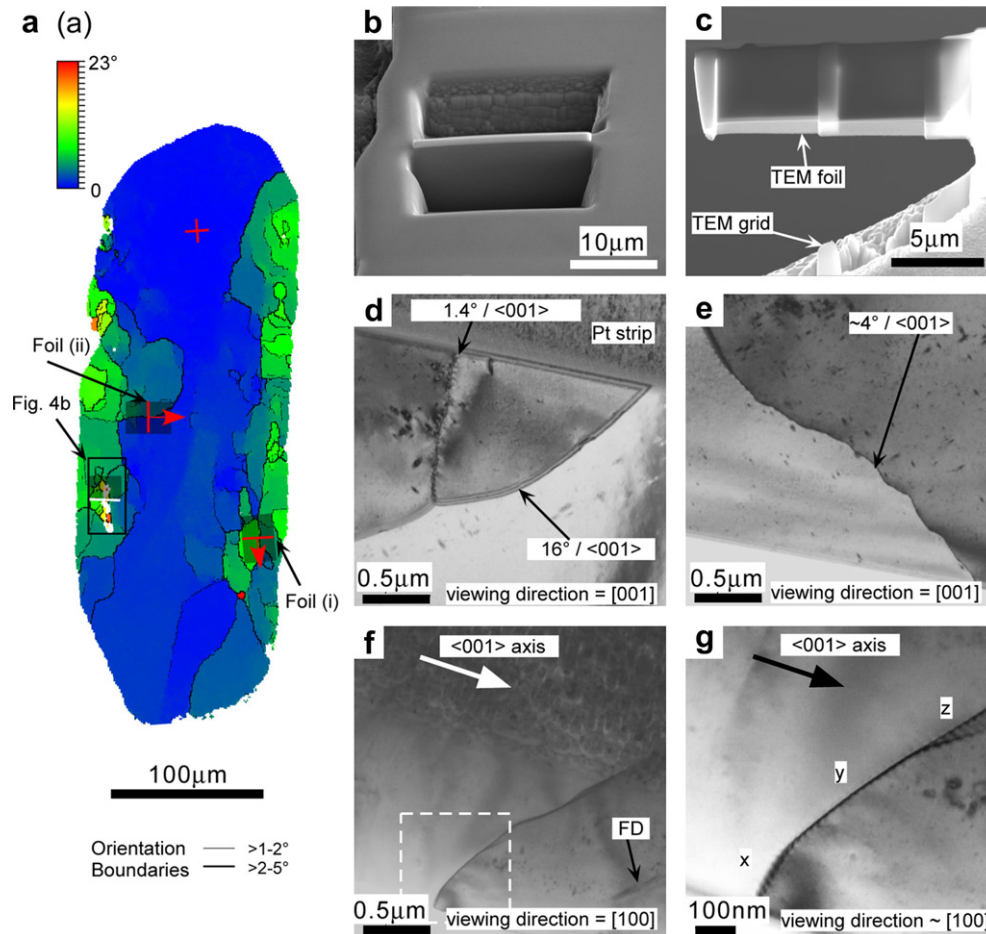 a (a)
23°
0
Foil (ii)
Fig. 4b
Foil (i)
100μm
Orientation >1-2°
Boundaries >2-5°
b
10μm
c
TEM foil
TEM grid
5μm
d
1.4° / <001>
Pt strip
16° / <001>
0.5μm
viewing direction = [001]
e
~4° / <001>
0.5μm
viewing direction = [001]
f
<001> axis
FD
0.5μm
viewing direction = [100]
g
<001> axis
z
y
x
100nm
viewing direction ~ [100]